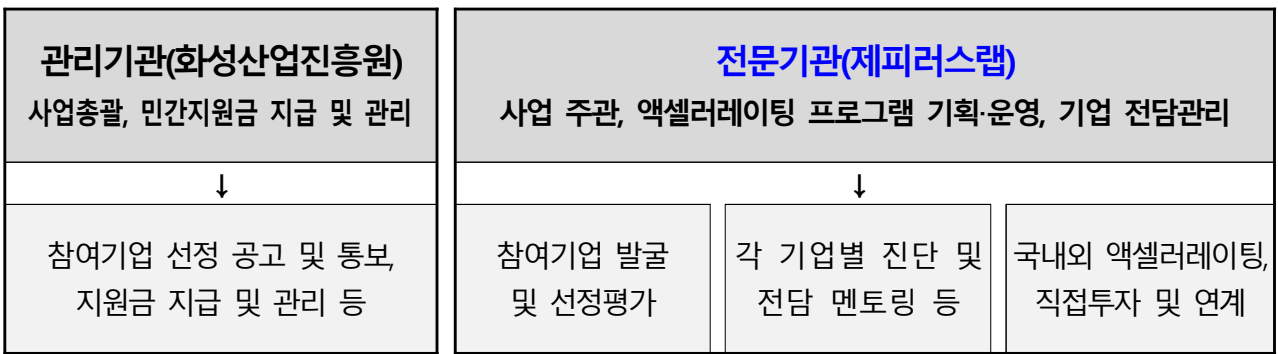 관리기관(화성산업진흥원)
사업총괄, 민간지원금 지급 및 관리
↓
참여기업 선정 공고 및 통보,
지원금 지급 및 관리 등
전문기관(제피러스랩)
사업 주관, 액셀러레이팅 프로그램 기획·운영, 기업 전담관리
↓
참여기업 발굴
및 선정평가
각 기업별 진단 및
전담 멘토링 등
국내외 액셀러레이팅,
직접투자 및 연계